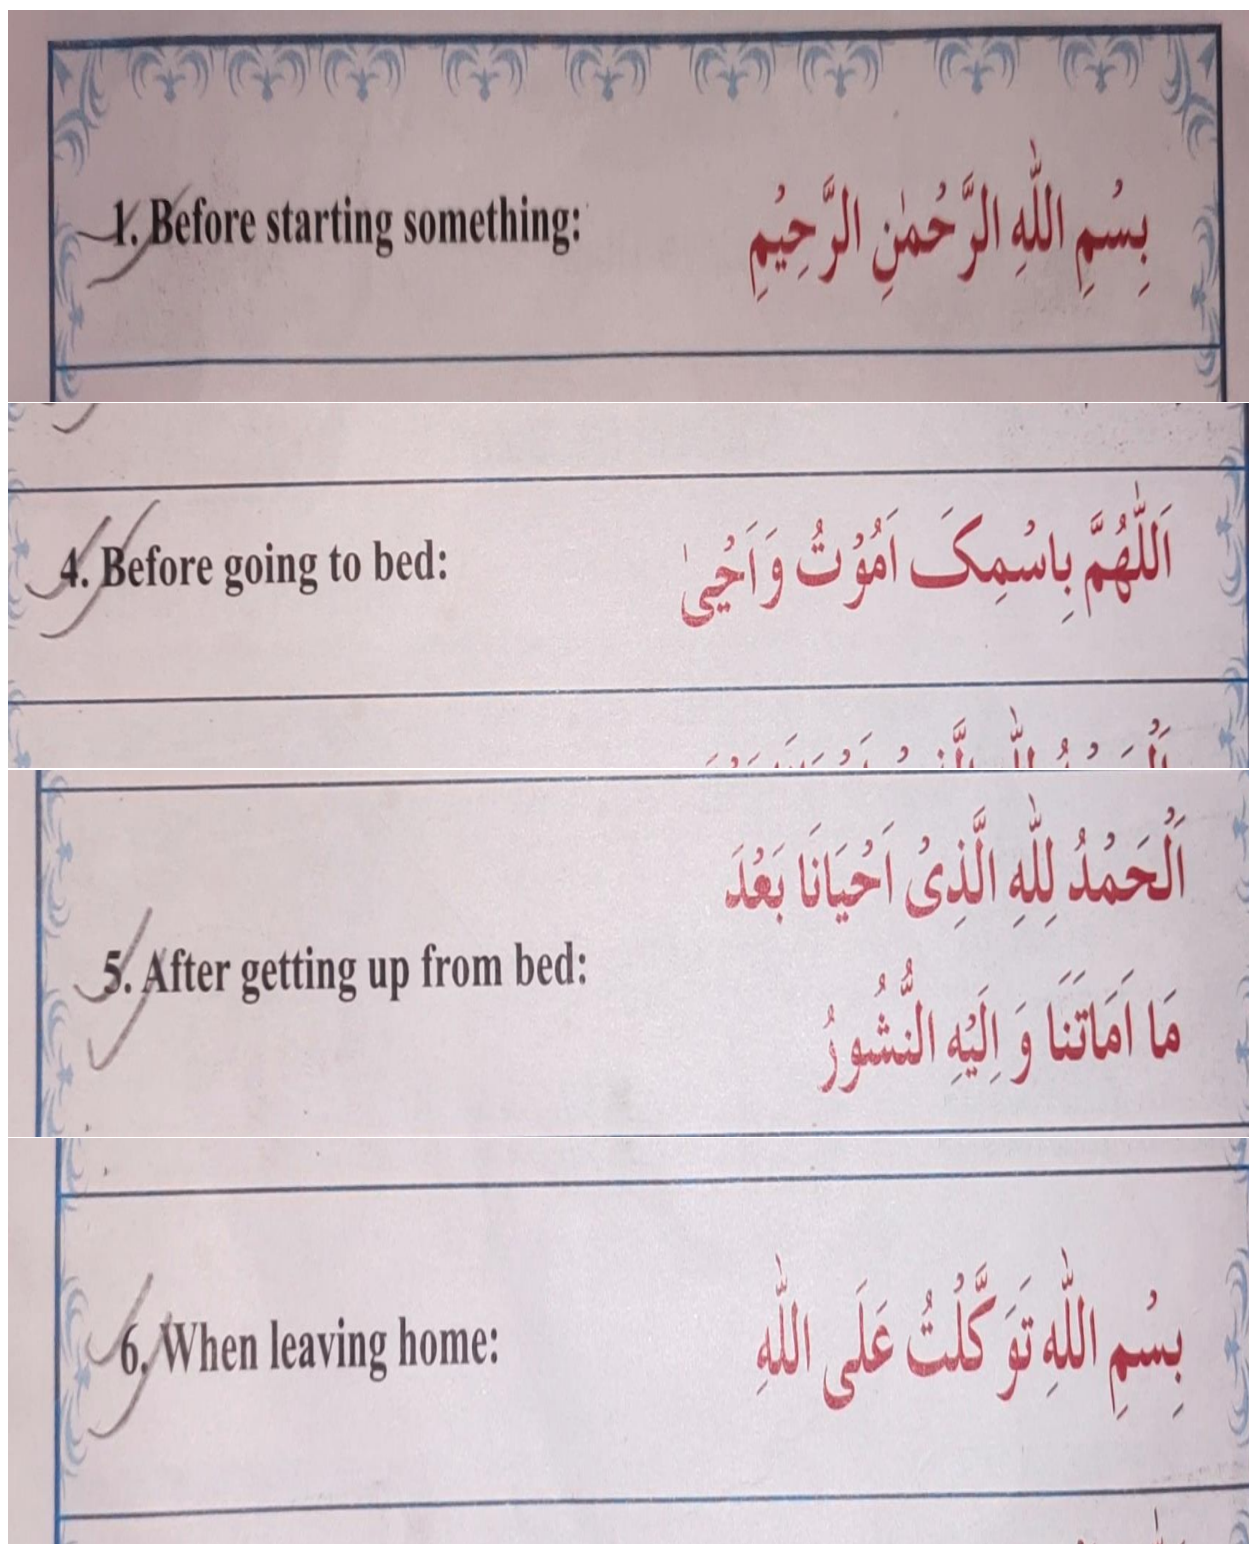 1. Before starting something: بِسْمِ اللّٰهِ الرَّحْمٰنِ الرَّحِيْمِ
4. Before going to bed: اَللّٰهُمَّ بِاسْمِکَ اَمُوْتُ وَاَحْيٰى
اَلْحَمْدُ لِلّٰهِ الَّذِىْ اَحْيَانَا بَعْدَ
5. After getting up from bed:
مَا اَمَاتَنَا وَ اِلَيْهِ النُّشُورُ
6. When leaving home: بِسْمِ اللّٰهِ تَوَكَّلْتُ عَلَى اللّٰهِ